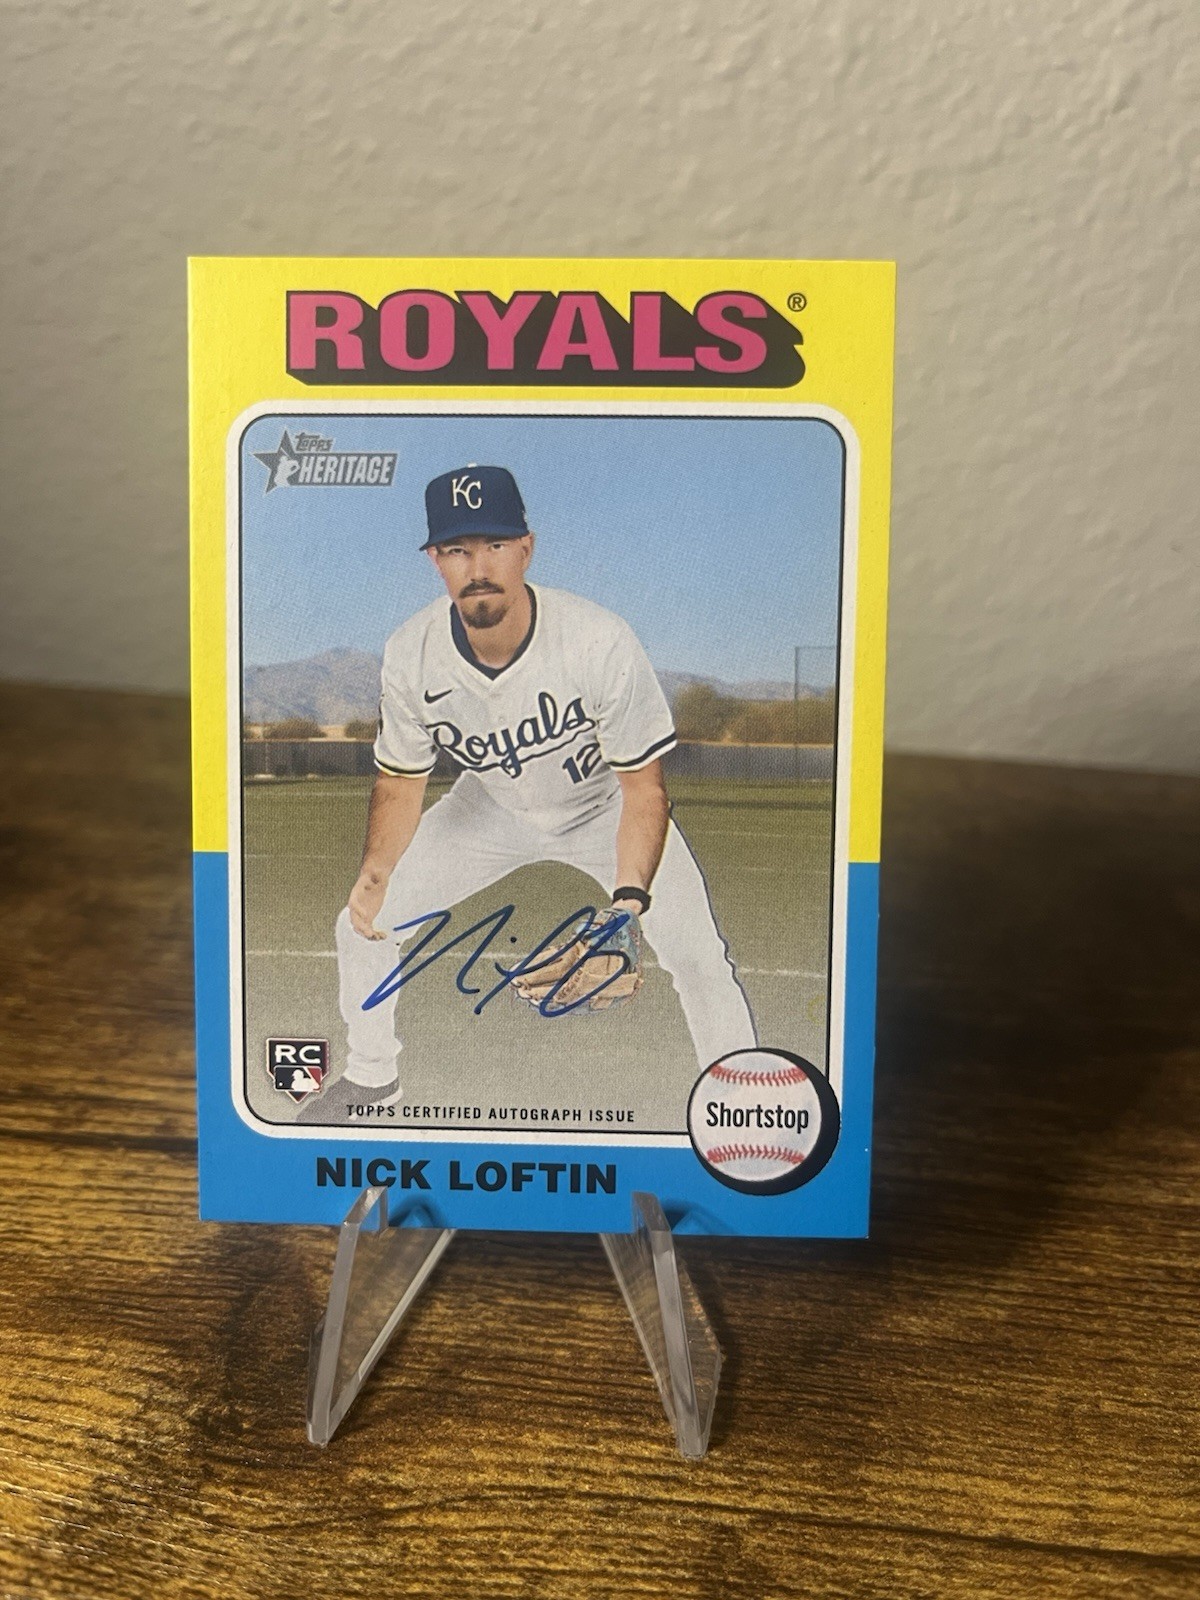 ROYALS®
TOPPS
HERITAGE
KC
Royals
12
RC
TOPPS CERTIFIED AUTOGRAPH ISSUE
Shortstop
NICK LOFTIN